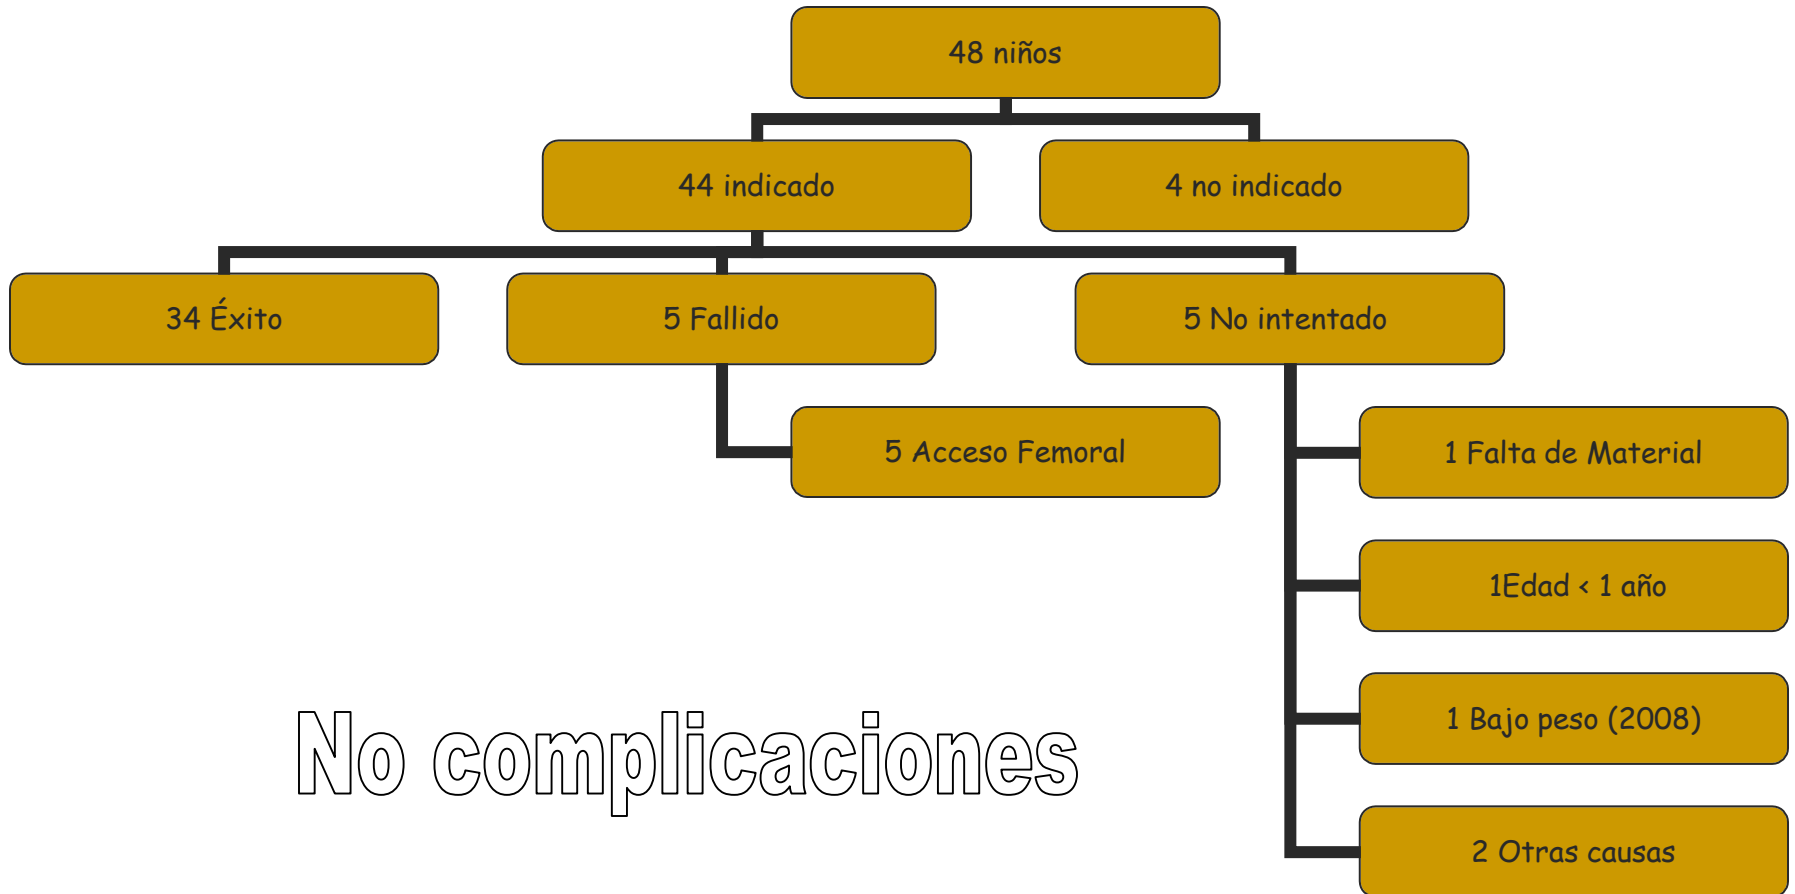 48 niños
44 indicado
4 no indicado
34 Éxito
5 Fallido
5 No intentado
5 Acceso Femoral
1 Falta de Material
1Edad < 1 año
1 Bajo peso (2008)
No complicaciones
2 Otras causas